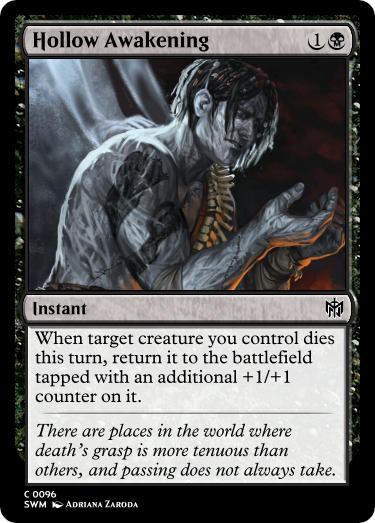 Hollow Awakening 1
Instant
When target creature you control dies
this turn, return it to the battlefield
tapped with an additional +1/+1
counter on it.
There are places in the world where
death's grasp is more tenuous than
others, and passing does not always take.
C 0096
SWM Adriana Zaroda